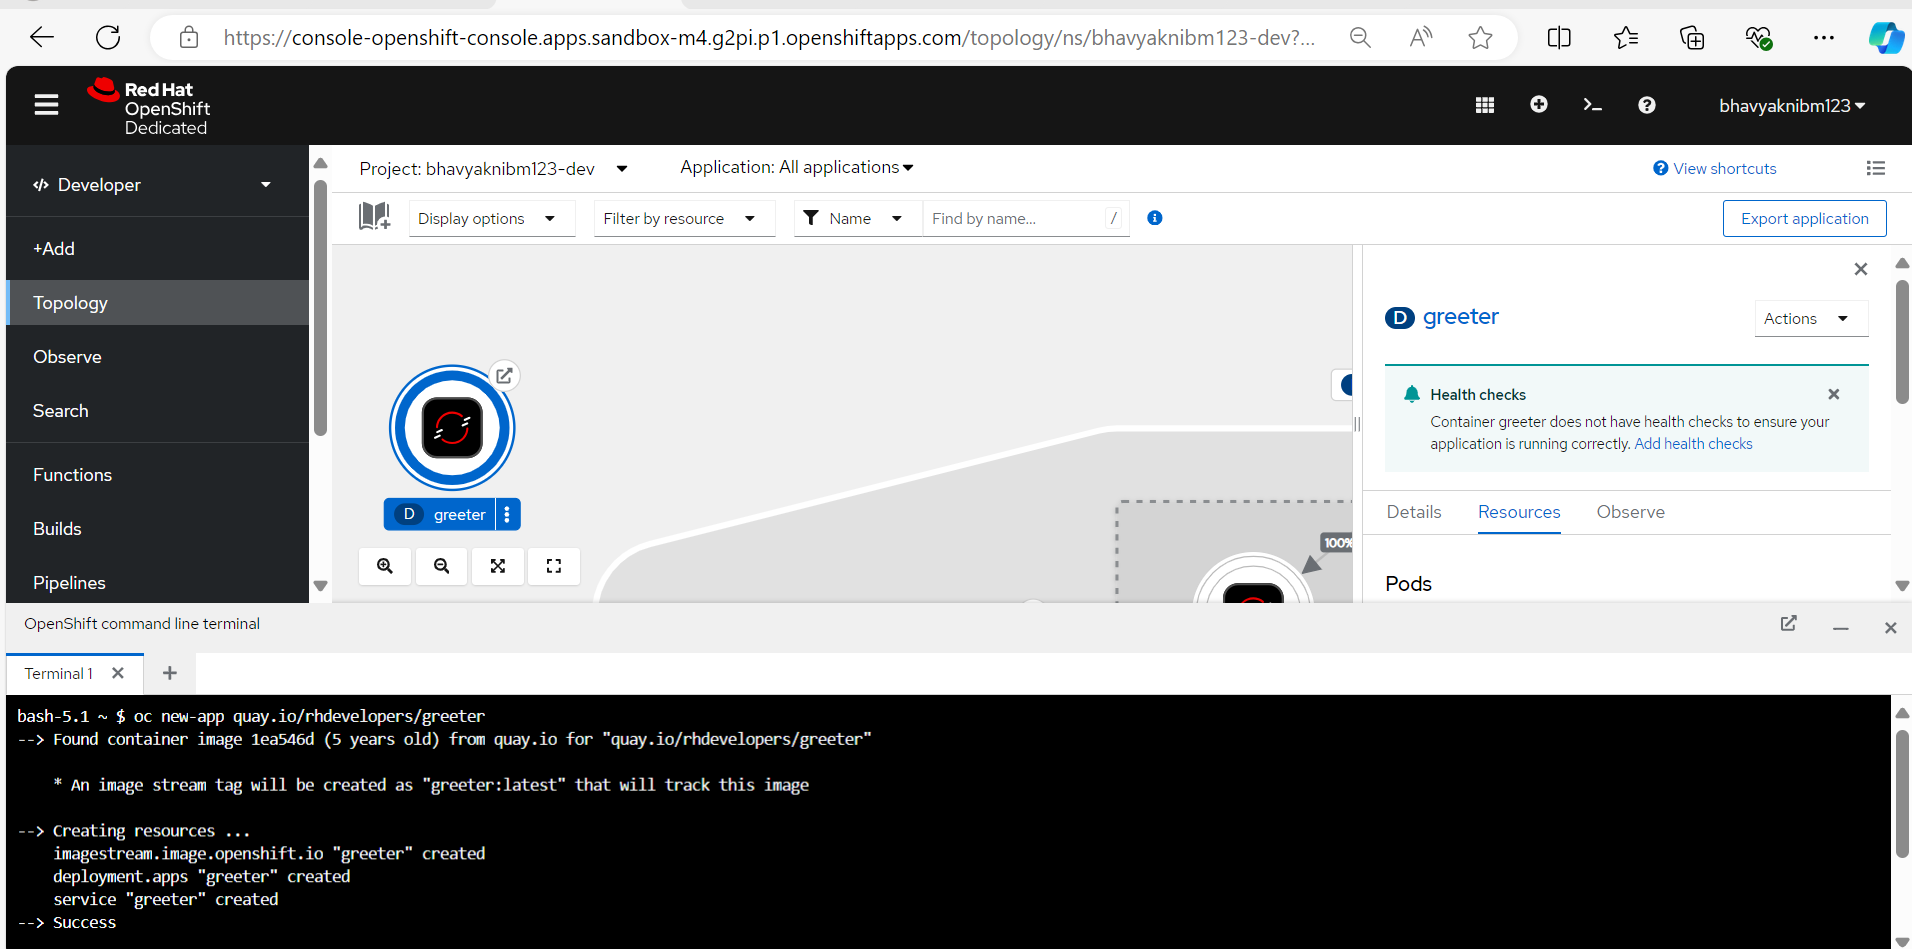 https://console-openshift-console.apps.sandbox-m4.g2pi.p1.openshiftapps.com/topology/ns/bhavyaknibm123-dev?...
Red Hat
OpenShift
Dedicated
bhavyaknibm123
Developer
+Add
Topology
Observe
Search
Functions
Builds
Pipelines
Project: bhavyaknibm123-dev
Application: All applications
View shortcuts
Display options
Filter by resource
Name
Find by name...
/
Export application
D greeter
100%
D greeter
Actions
Health checks
Container greeter does not have health checks to ensure your
application is running correctly. Add health checks
Details
Resources
Observe
Pods
OpenShift command line terminal
Terminal 1
bash-5.1 ~ $ oc new-app quay.io/rhdevelopers/greeter
--> Found container image 1ea546d (5 years old) from quay.io for "quay.io/rhdevelopers/greeter"
* An image stream tag will be created as "greeter:latest" that will track this image
--> Creating resources ...
imagestream.image.openshift.io "greeter" created
deployment.apps "greeter" created
service "greeter" created
--> Success